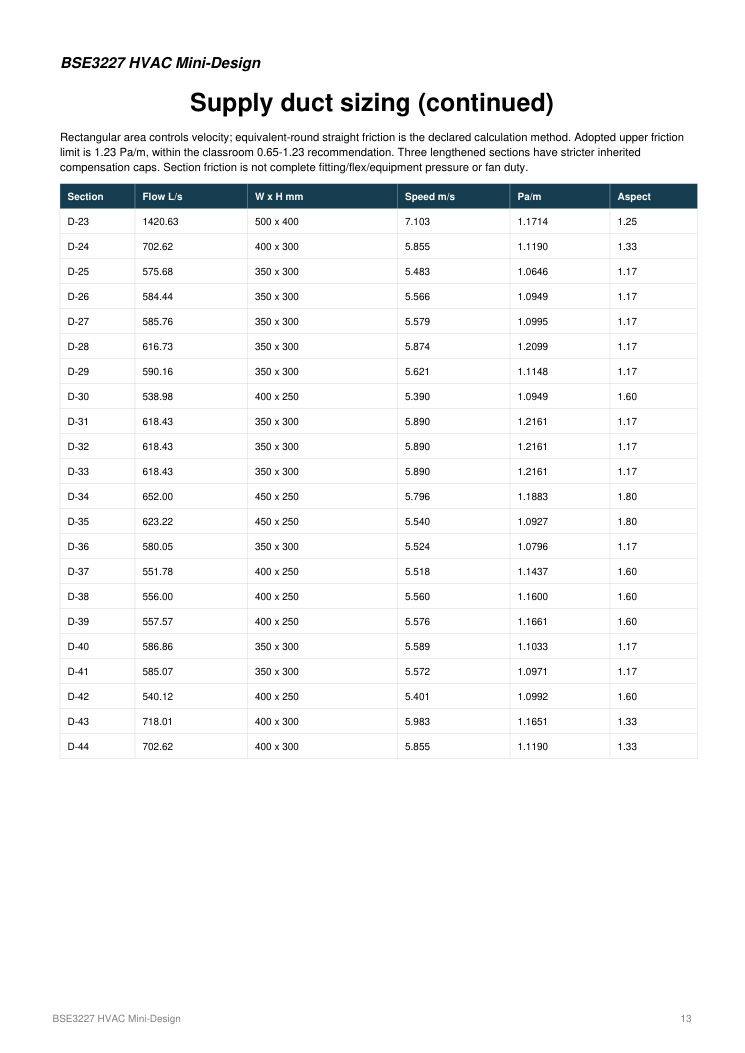 BSE3227 HVAC Mini-Design
Supply duct sizing (continued)
Rectangular area controls velocity; equivalent-round straight friction is the declared calculation method. Adopted upper friction
limit is 1.23 Pa/m, within the classroom 0.65-1.23 recommendation. Three lengthened sections have stricter inherited
compensation caps. Section friction is not complete fitting/flex/equipment pressure or fan duty.
Section Flow L/s W x H mm Speed m/s Pa/m Aspect
D-23 1420.63 500 x 400 7.103 1.1714 1.25
D-24 702.62 400 x 300 5.855 1.1190 1.33
D-25 575.68 350 x 300 5.483 1.0646 1.17
D-26 584.44 350 x 300 5.566 1.0949 1.17
D-27 585.76 350 x 300 5.579 1.0995 1.17
D-28 616.73 350 x 300 5.874 1.2099 1.17
D-29 590.16 350 x 300 5.621 1.1148 1.17
D-30 538.98 400 x 250 5.390 1.0949 1.60
D-31 618.43 350 x 300 5.890 1.2161 1.17
D-32 618.43 350 x 300 5.890 1.2161 1.17
D-33 618.43 350 x 300 5.890 1.2161 1.17
D-34 652.00 450 x 250 5.796 1.1883 1.80
D-35 623.22 450 x 250 5.540 1.0927 1.80
D-36 580.05 350 x 300 5.524 1.0796 1.17
D-37 551.78 400 x 250 5.518 1.1437 1.60
D-38 556.00 400 x 250 5.560 1.1600 1.60
D-39 557.57 400 x 250 5.576 1.1661 1.60
D-40 586.86 350 x 300 5.589 1.1033 1.17
D-41 585.07 350 x 300 5.572 1.0971 1.17
D-42 540.12 400 x 250 5.401 1.0992 1.60
D-43 718.01 400 x 300 5.983 1.1651 1.33
D-44 702.62 400 x 300 5.855 1.1190 1.33
BSE3227 HVAC Mini-Design 13